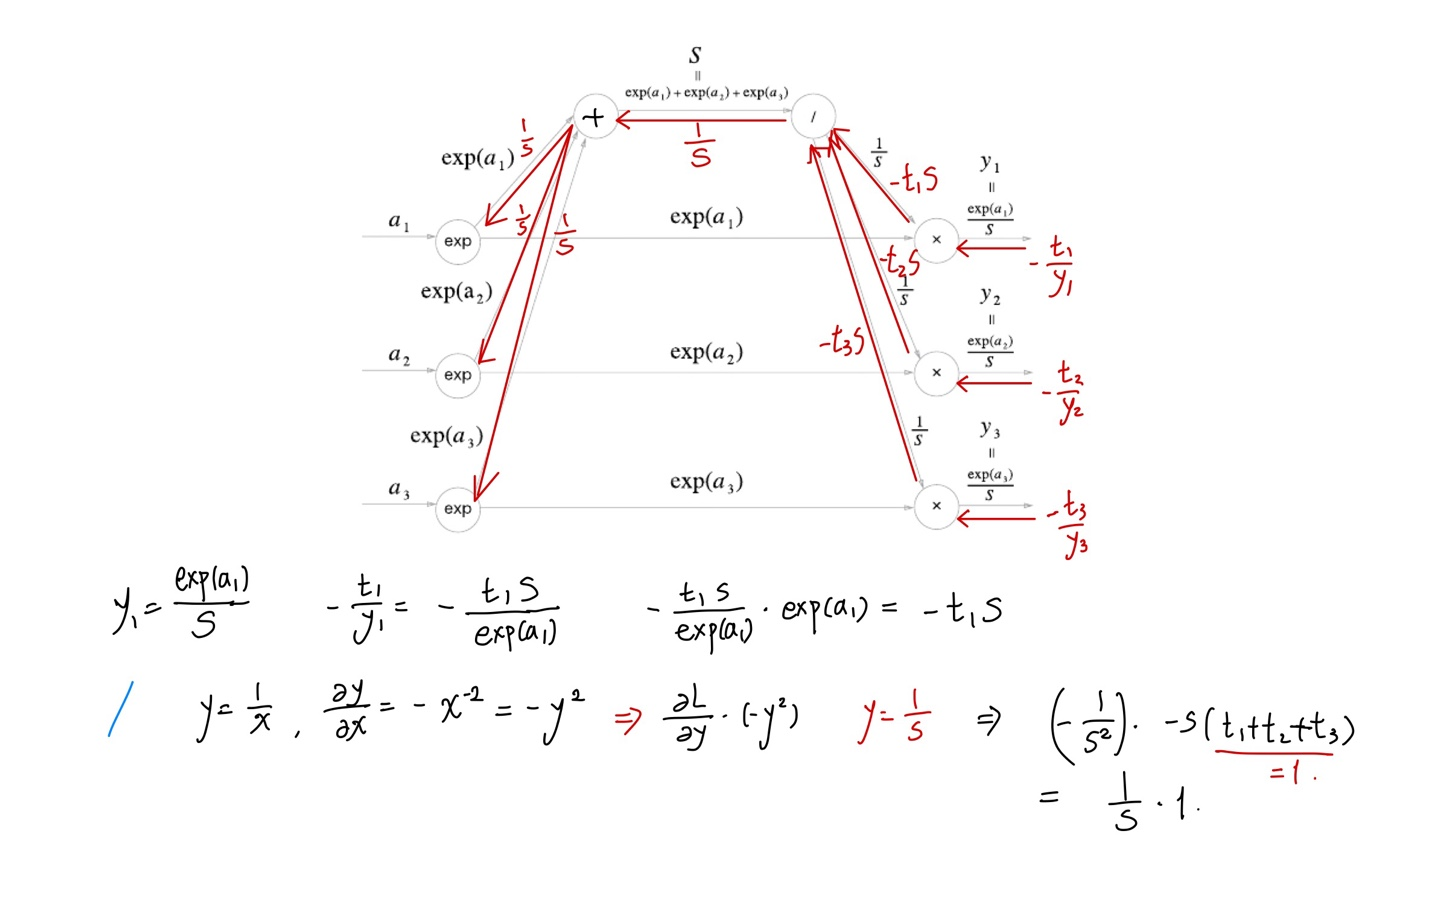 S
=
exp(a₁)+exp(a₂)+exp(a₃)
+
/
1/S
exp(a₁)
1/S
1/S
-t₁S
y₁
=
exp(a₁)/S
a₁
exp
1/S
1/S
exp(a₁)
×
-t₁/y₁
-t₂S
1/S
exp(a₂)
y₂
=
exp(a₂)/S
a₂
exp
exp(a₂)
×
-t₂/y₂
-t₃S
exp(a₃)
1/S
y₃
=
exp(a₃)/S
a₃
exp
exp(a₃)
×
-t₃/y₃
y₁ = exp(a₁)/S   -t₁/y₁ = - t₁S/exp(a₁)   - t₁S/exp(a₁) · exp(a₁) = -t₁S
/ y = 1/x , ∂y/∂x = -x⁻² = -y² ⇒ ∂L/∂y · (-y²)   y = 1/S ⇒ (-1/S²) · -S(t₁+t₂+t₃)
=1.
= 1/S · 1.